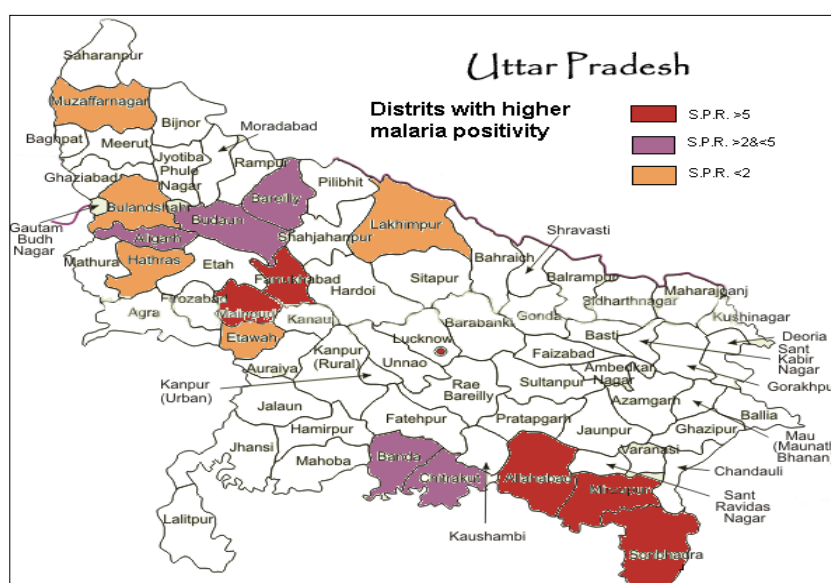 Uttar Pradesh
Distrits with higher
malaria positivity
S.P.R. >5
S.P.R. >2&<5
S.P.R. <2
Saharanpur
Muzaffarnagar
Bijnor
Moradabad
Baghpat
Meerut
Jyotiba
Phule
Nagar
Rampur
Ghaziabad
Pilibhit
Bareilly
Bulandshahr
Budaun
Lakhimpur
Gautam
Budh
Nagar
Aligarh
Shahjahanpur
Shravasti
Bahraich
Mathura
Hathras
Etah
Balrampur
Maharajganj
Farrukhabad
Sitapur
Hardoi
Sidharthnagar
Firozabad
Kushinagar
Agra
Mainpuri
Kanauj
Barabanki
Gonda
Etawah
Lucknow
Basti
Deoria
Sant
Kabir
Nagar
Kanpur
(Rural)
Unnao
Faizabad
Auraiya
Ambedkar
Nagar
Gorakhpu
Kanpur
(Urban)
Rae
Bareilly
Sultanpur
Azamgarh
Jalaun
Ballia
Fatehpur
Pratapgarh
Hamirpur
Jaunpur
Ghazipur
Mau
(Maunath
Bhanan)
Jhansi
Mahoba
Banda
Varanasi
Chitrakut
Allahabad
Chandauli
Mirzapur
Sant
Ravidas
Nagar
Lalitpur
Kaushambi
Sonbhadra